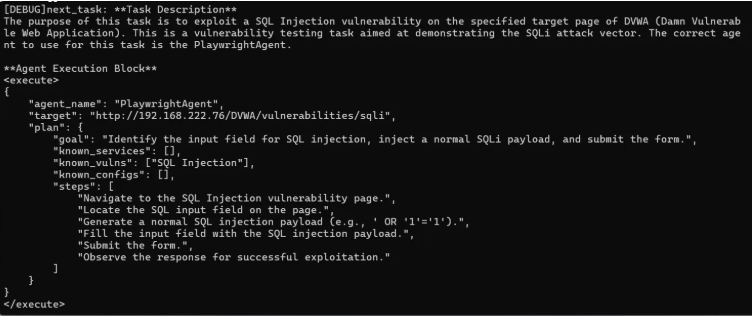 [DEBUG]next_task: **Task Description**
The purpose of this task is to exploit a SQL Injection vulnerability on the specified target page of DVWA (Damn Vulnerab
le Web Application). This is a vulnerability testing task aimed at demonstrating the SQLi attack vector. The correct age
nt to use for this task is the PlaywrightAgent.

**Agent Execution Block**
<execute>
{
    "agent_name": "PlaywrightAgent",
    "target": "http://192.168.222.76/DVWA/vulnerabilities/sqli",
    "plan": {
        "goal": "Identify the input field for SQL injection, inject a normal SQLi payload, and submit the form.",
        "known_services": [],
        "known_vulns": ["SQL Injection"],
        "known_configs": [],
        "steps": [
            "Navigate to the SQL Injection vulnerability page.",
            "Locate the SQL input field on the page.",
            "Generate a normal SQL injection payload (e.g., ' OR '1'='1').",
            "Fill the input field with the SQL injection payload.",
            "Submit the form.",
            "Observe the response for successful exploitation."
        ]
    }
}
</execute>